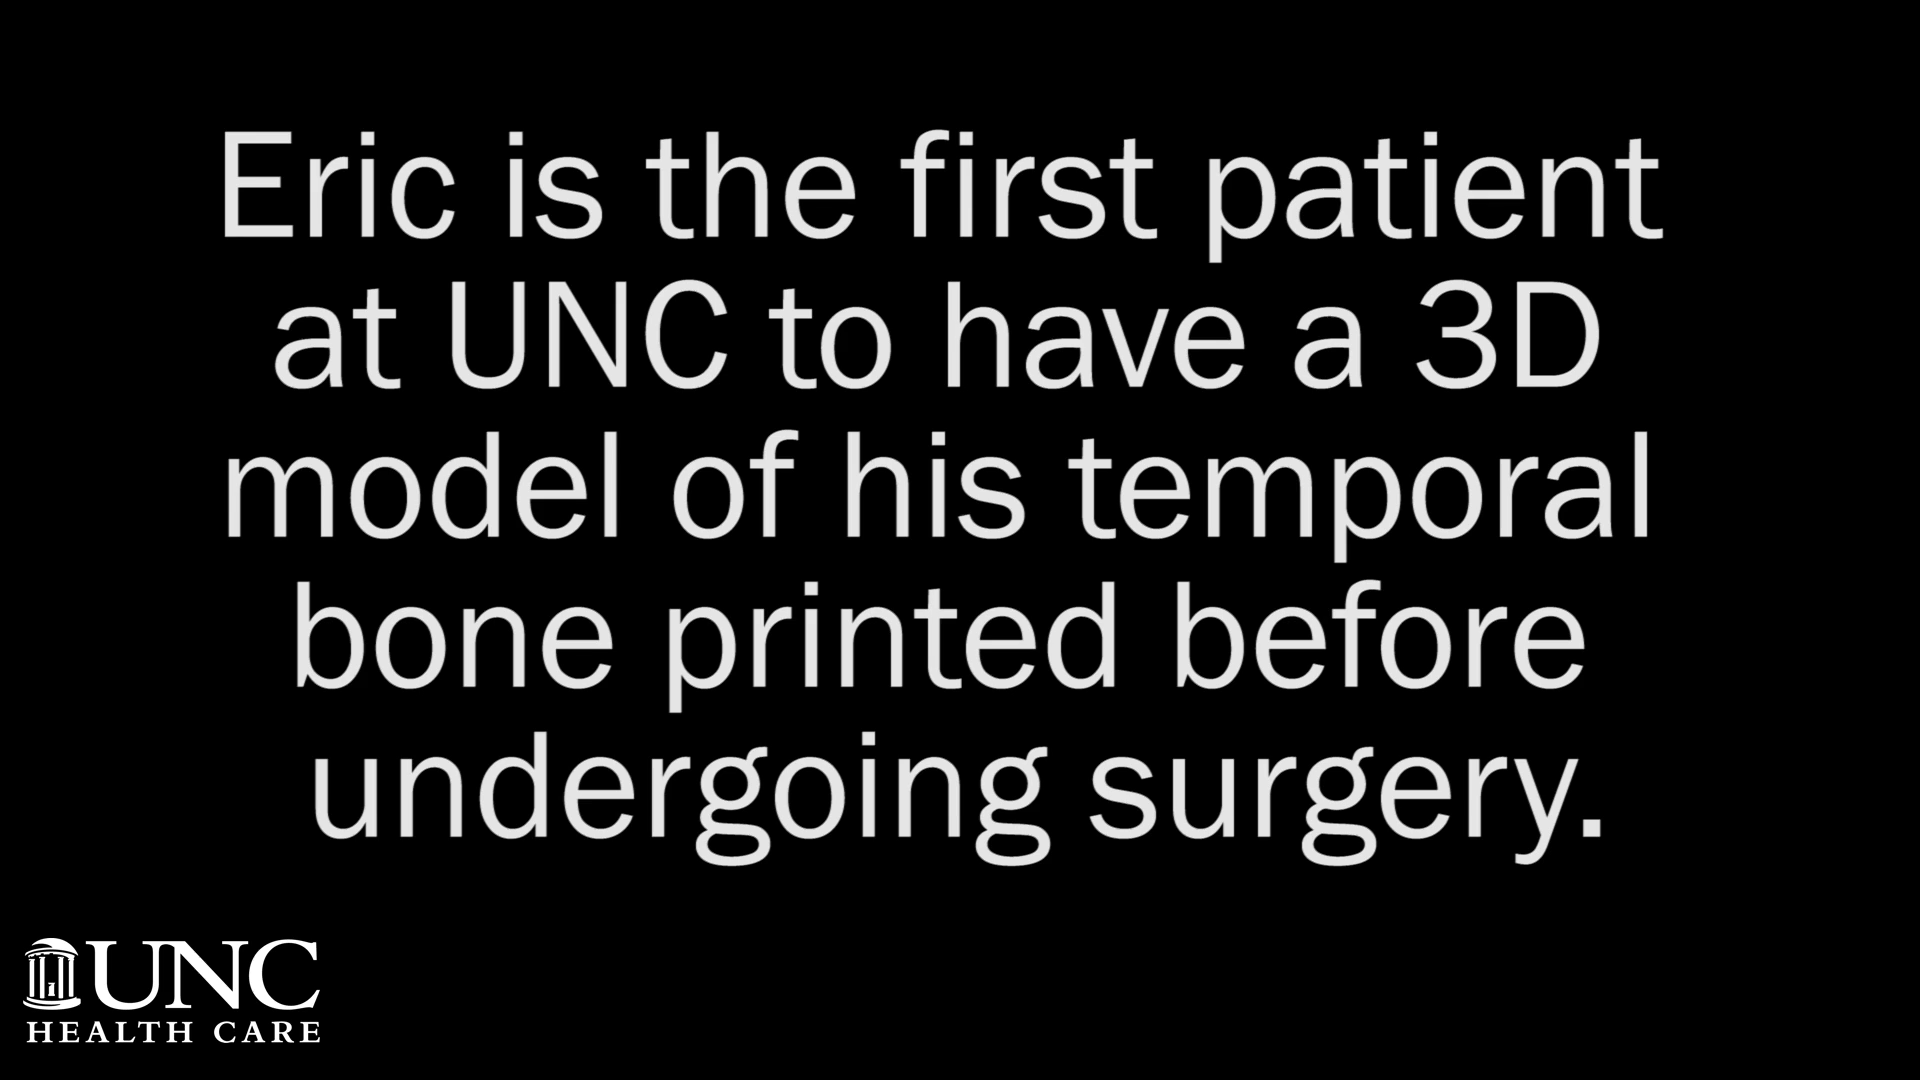 Eric is the first patient
at UNC to have a 3D
model of his temporal
bone printed before
undergoing surgery.
UNC
HEALTH CARE